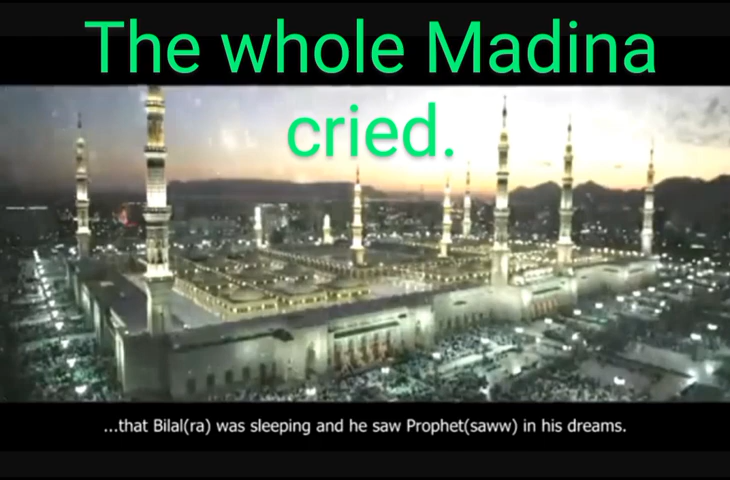 The whole Madina
cried.
...that Bilal(ra) was sleeping and he saw Prophet(saww) in his dreams.